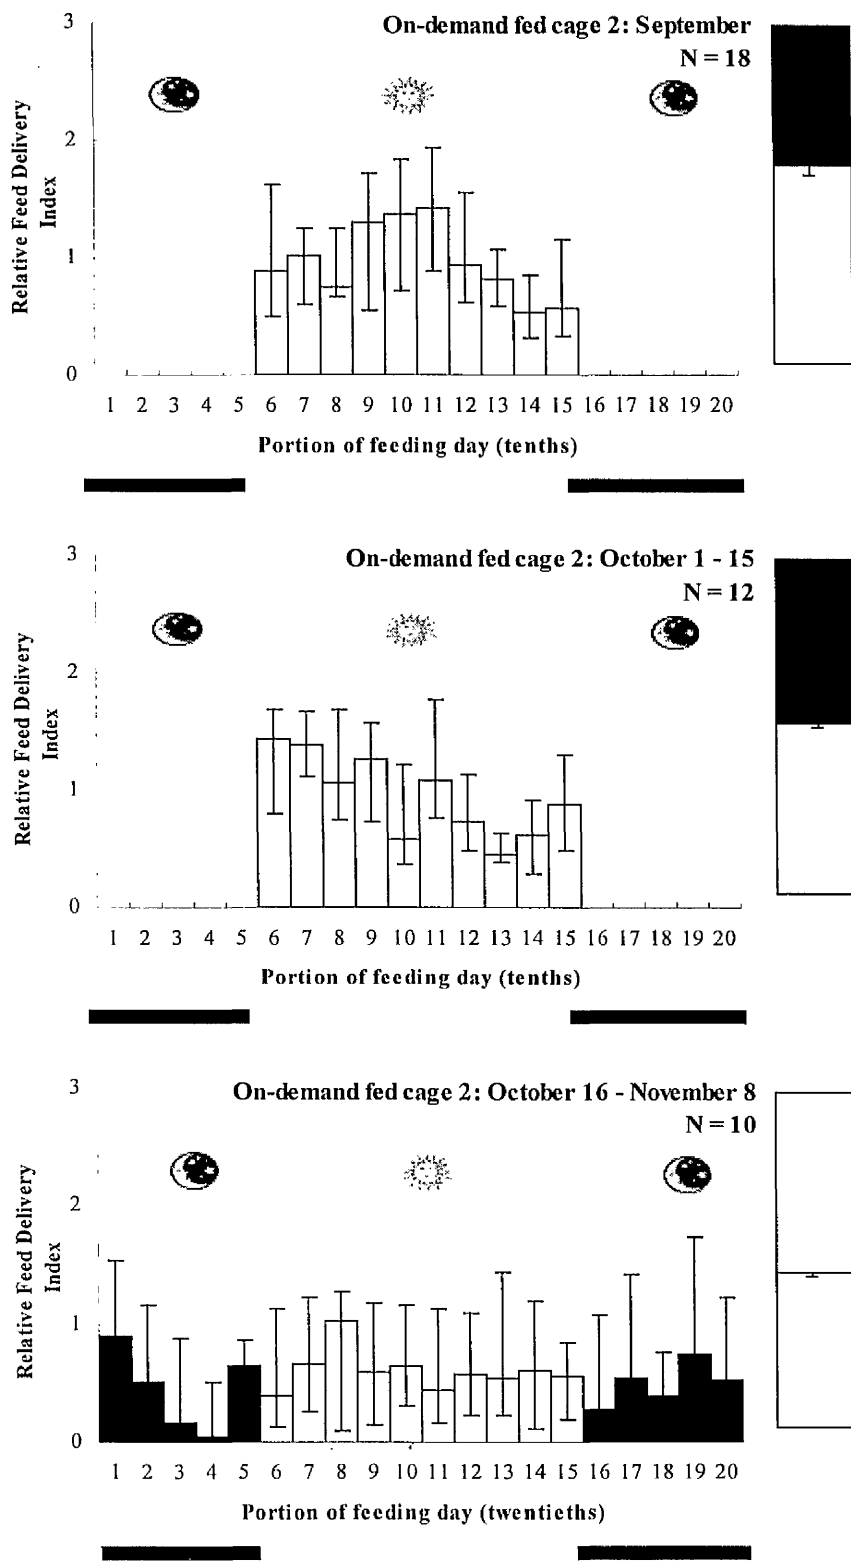 On-demand fed cage 2: September
N = 18
Relative Feed Delivery
Index
3
2
1
0
1 2 3 4 5 6 7 8 9 10 11 12 13 14 15 16 17 18 19 20
Portion of feeding day (tenths)
On-demand fed cage 2: October 1 - 15
N = 12
Relative Feed Delivery
Index
3
2
1
0
1 2 3 4 5 6 7 8 9 10 11 12 13 14 15 16 17 18 19 20
Portion of feeding day (tenths)
On-demand fed cage 2: October 16 - November 8
N = 10
Relative Feed Delivery
Index
3
2
1
0
1 2 3 4 5 6 7 8 9 10 11 12 13 14 15 16 17 18 19 20
Portion of feeding day (twentieths)